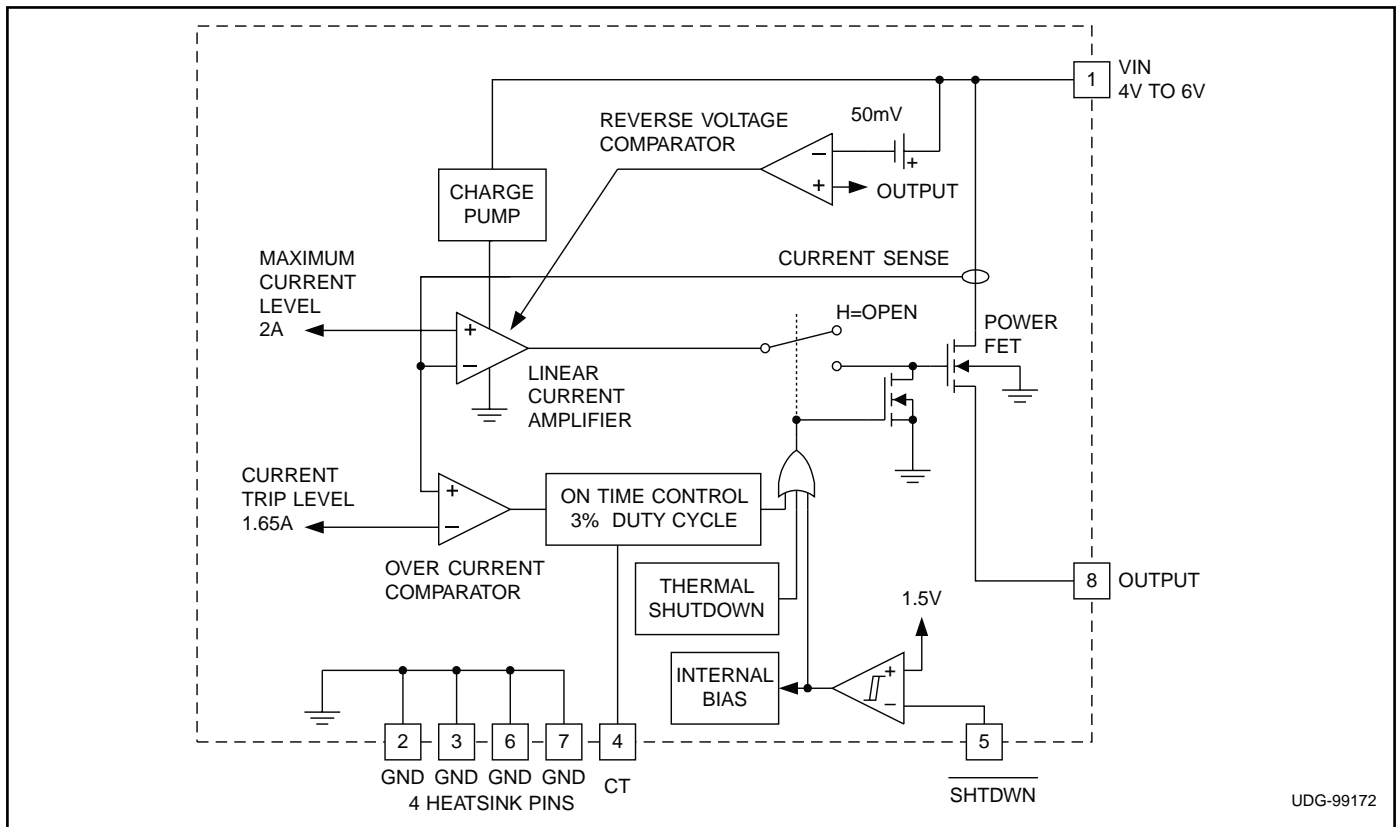 1
VIN
4V TO 6V
50mV
REVERSE VOLTAGE
COMPARATOR
−
+
+
OUTPUT
CHARGE
PUMP
MAXIMUM
CURRENT
LEVEL
2A
CURRENT SENSE
H=OPEN
POWER
FET
+
−
LINEAR
CURRENT
AMPLIFIER
CURRENT
TRIP LEVEL
1.65A
+
−
ON TIME CONTROL
3% DUTY CYCLE
OVER CURRENT
COMPARATOR
THERMAL
SHUTDOWN
1.5V
8
OUTPUT
INTERNAL
BIAS
+
−
2 3 6 7 4 5
GND GND GND GND CT
4 HEATSINK PINS
SHTDWN
UDG-99172